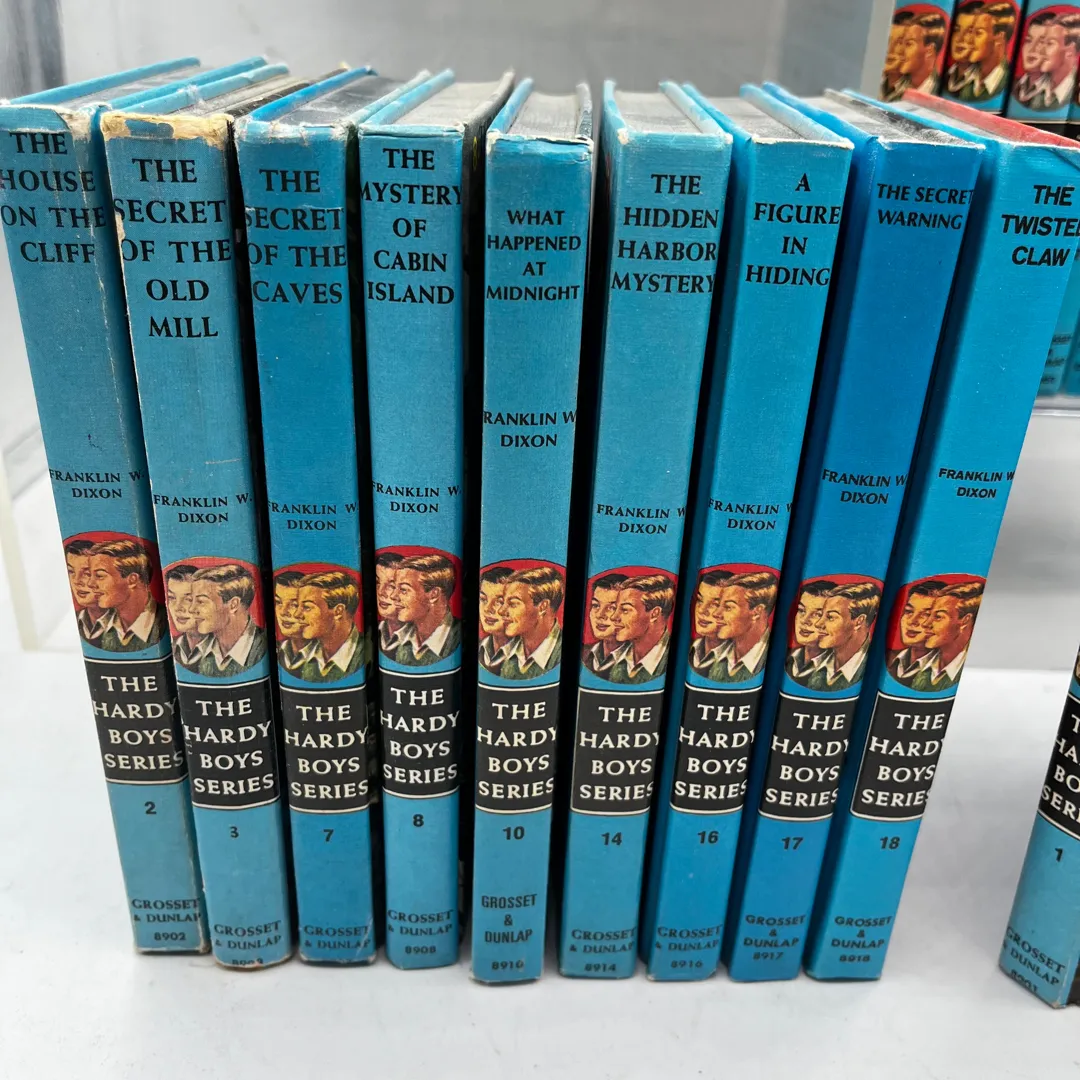 THE
HOUSE
ON THE
CLIFF
FRANKLIN W.
DIXON
THE
HARDY
BOYS
SERIES
2
GROSSET
& DUNLAP
8902
THE
SECRET
OF THE
OLD
MILL
FRANKLIN W.
DIXON
THE
HARDY
BOYS
SERIES
3
GROSSET
& DUNLAP
THE
SECRET
OF THE
CAVES
FRANKLIN W.
DIXON
THE
HARDY
BOYS
SERIES
7
GROSSET
& DUNLAP
THE
MYSTERY
OF
CABIN
ISLAND
FRANKLIN W.
DIXON
THE
HARDY
BOYS
SERIES
8
GROSSET
& DUNLAP
8908
WHAT
HAPPENED
AT
MIDNIGHT
RANKLIN W
DIXON
THE
HARDY
BOYS
SERIES
10
GROSSET
&
DUNLAP
8910
THE
HIDDEN
HARBOR
MYSTERY
FRANKLIN W
DIXON
THE
HARDY
BOYS
SERIES
14
GROSSET
& DUNLAP
8914
A
FIGURE
IN
HIDING
FRANKLIN W
DIXON
THE
HARDY
BOYS
SERIES
16
GROSSET
& DUNLAP
8916
THE SECRET
WARNING
FRANKLIN W.
DIXON
THE
HARDY
BOYS
SERIES
17
GROSSET
&
DUNLAP
8917
THE
TWISTED
CLAW
FRANKLIN W
DIXON
THE
HARDY
BOYS
SERIES
18
GROSSET
&
DUNLAP
8918
1
GROSSET
& DUNLAP